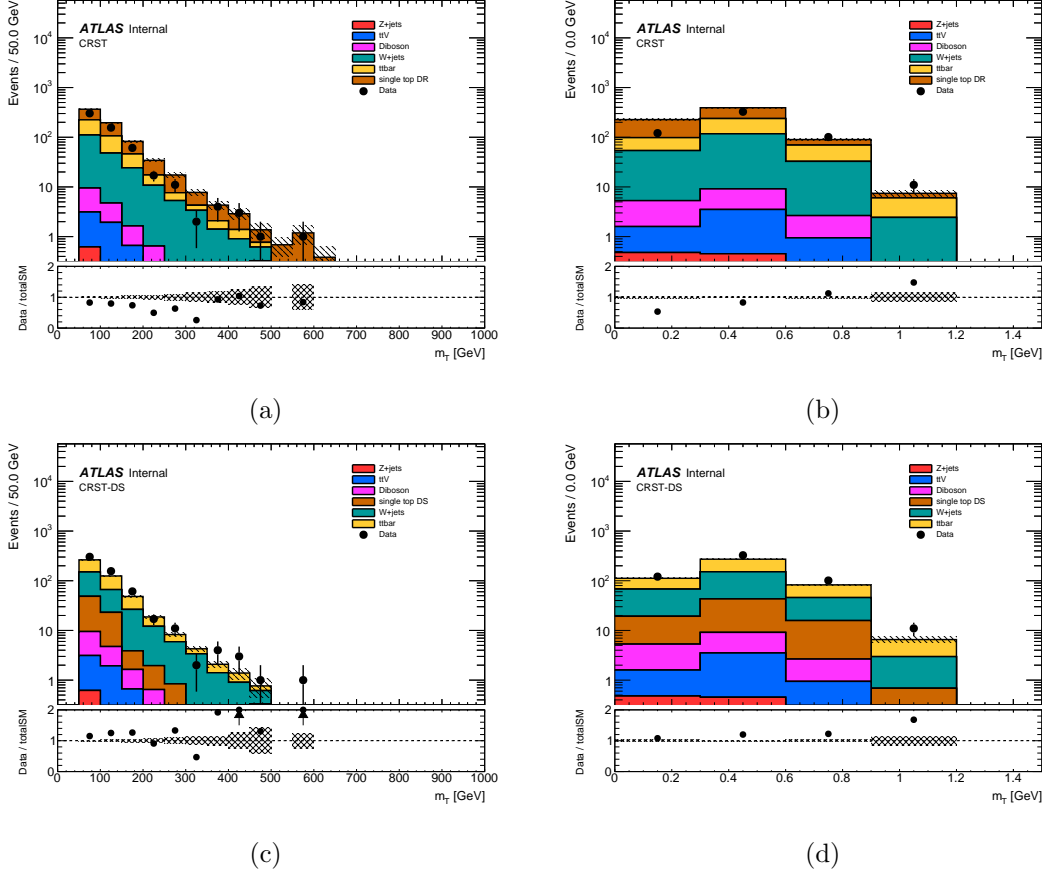 Events / 50.0 GeV
10⁴
10³
10²
10
1
ATLAS Internal
CRST
Z+jets
ttV
Diboson
W+jets
ttbar
single top DR
Data
Data / totalSM
2
1
0
0 100 200 300 400 500 600 700 800 900 1000
m_T [GeV]
(a)
Events / 0.0 GeV
10⁴
10³
10²
10
1
ATLAS Internal
CRST
Z+jets
ttV
Diboson
W+jets
ttbar
single top DR
Data
Data / totalSM
2
1
0
0 0.2 0.4 0.6 0.8 1 1.2 1.4
m_T [GeV]
(b)
Events / 50.0 GeV
10⁴
10³
10²
10
1
ATLAS Internal
CRST-DS
Z+jets
ttV
Diboson
single top DS
W+jets
ttbar
Data
Data / totalSM
2
1
0
0 100 200 300 400 500 600 700 800 900 1000
m_T [GeV]
(c)
Events / 0.0 GeV
10⁴
10³
10²
10
1
ATLAS Internal
CRST-DS
Z+jets
ttV
Diboson
single top DS
W+jets
ttbar
Data
Data / totalSM
2
1
0
0 0.2 0.4 0.6 0.8 1 1.2 1.4
m_T [GeV]
(d)